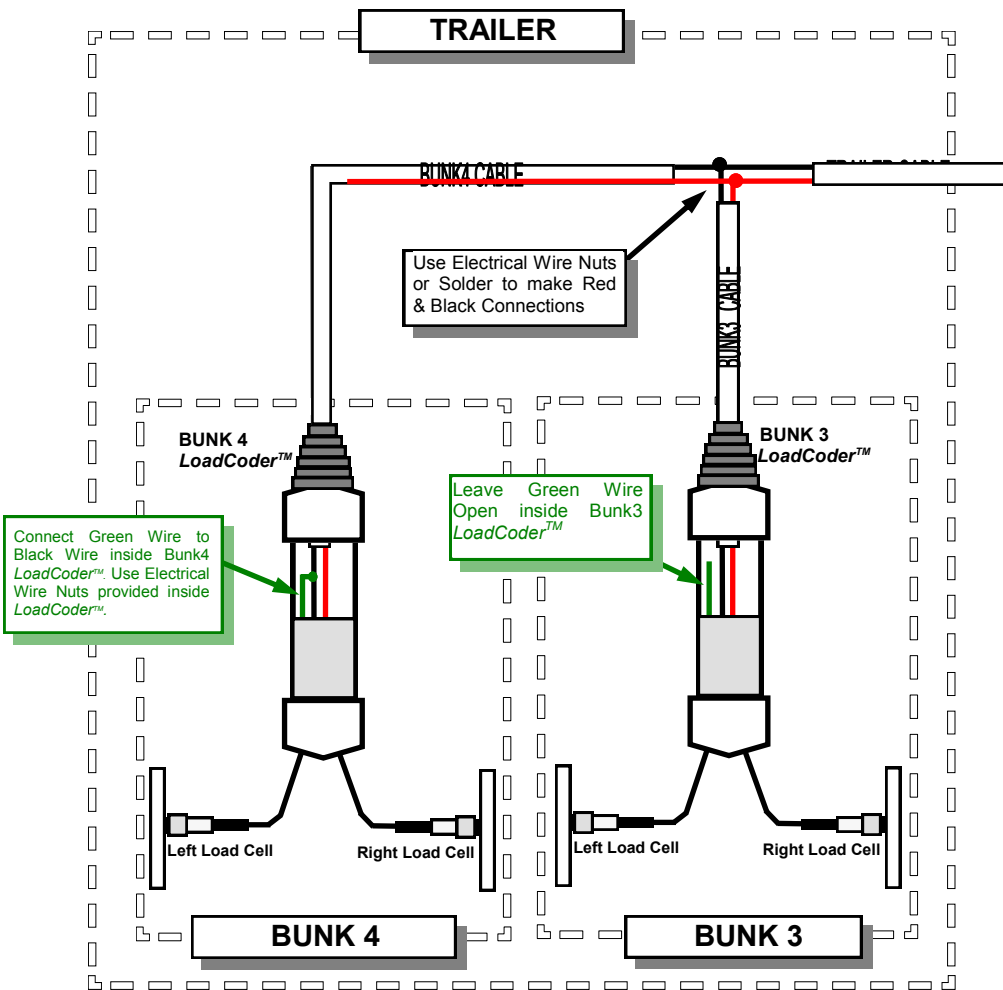 TRAILER
BUNK4 CABLE
TRAILER CABLE
Use Electrical Wire Nuts
or Solder to make Red
& Black Connections
BUNK3 CABLE
BUNK 4
LoadCoder™
BUNK 3
LoadCoder™
Leave Green Wire
Open inside Bunk3
LoadCoder™
Connect Green Wire to
Black Wire inside Bunk4
LoadCoder™. Use Electrical
Wire Nuts provided inside
LoadCoder™.
Left Load Cell
Right Load Cell
Left Load Cell
Right Load Cell
BUNK 4
BUNK 3